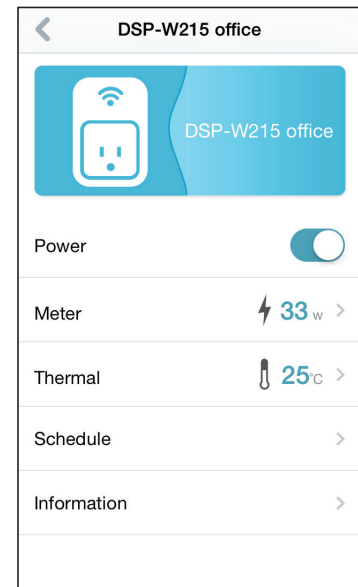 DSP-W215 office
DSP-W215 office
Power
Meter 33 w
Thermal 25°C
Schedule
Information